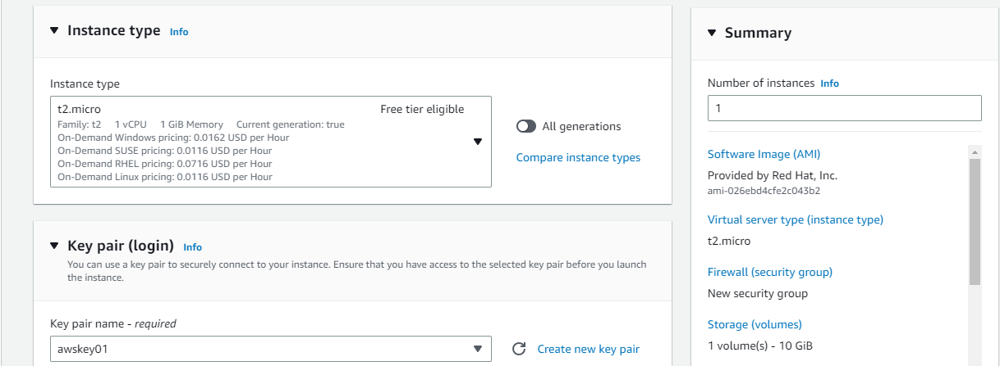 Instance type Info
Instance type
t2.micro Free tier eligible
Family: t2 1 vCPU 1 GiB Memory Current generation: true
On-Demand Windows pricing: 0.0162 USD per Hour
On-Demand SUSE pricing: 0.0116 USD per Hour
On-Demand RHEL pricing: 0.0716 USD per Hour
On-Demand Linux pricing: 0.0116 USD per Hour
All generations
Compare instance types
Key pair (login) Info
You can use a key pair to securely connect to your instance. Ensure that you have access to the selected key pair before you launch
the instance.
Key pair name - required
awskey01
Create new key pair
Summary
Number of instances Info
1
Software Image (AMI)
Provided by Red Hat, Inc.
ami-026ebd4cfe2c043b2
Virtual server type (instance type)
t2.micro
Firewall (security group)
New security group
Storage (volumes)
1 volume(s) - 10 GiB